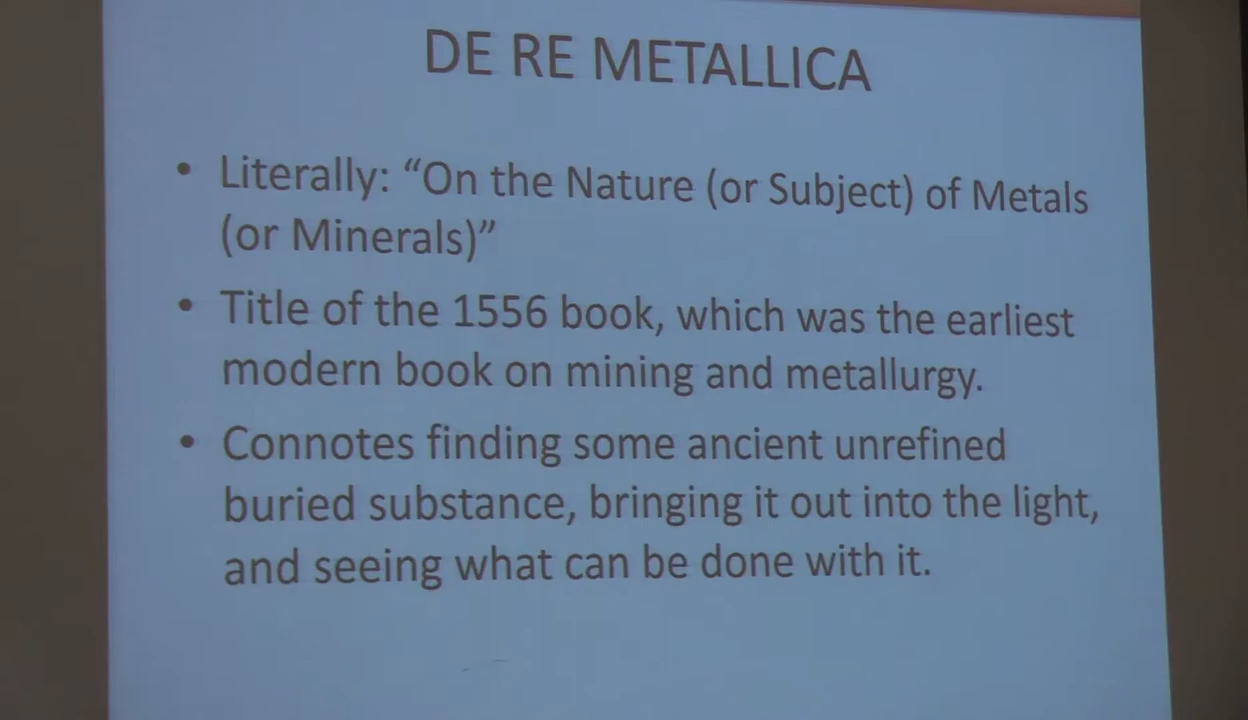 DE RE METALLICA
• Literally: “On the Nature (or Subject) of Metals
(or Minerals)”
• Title of the 1556 book, which was the earliest
modern book on mining and metallurgy.
• Connotes finding some ancient unrefined
buried substance, bringing it out into the light,
and seeing what can be done with it.